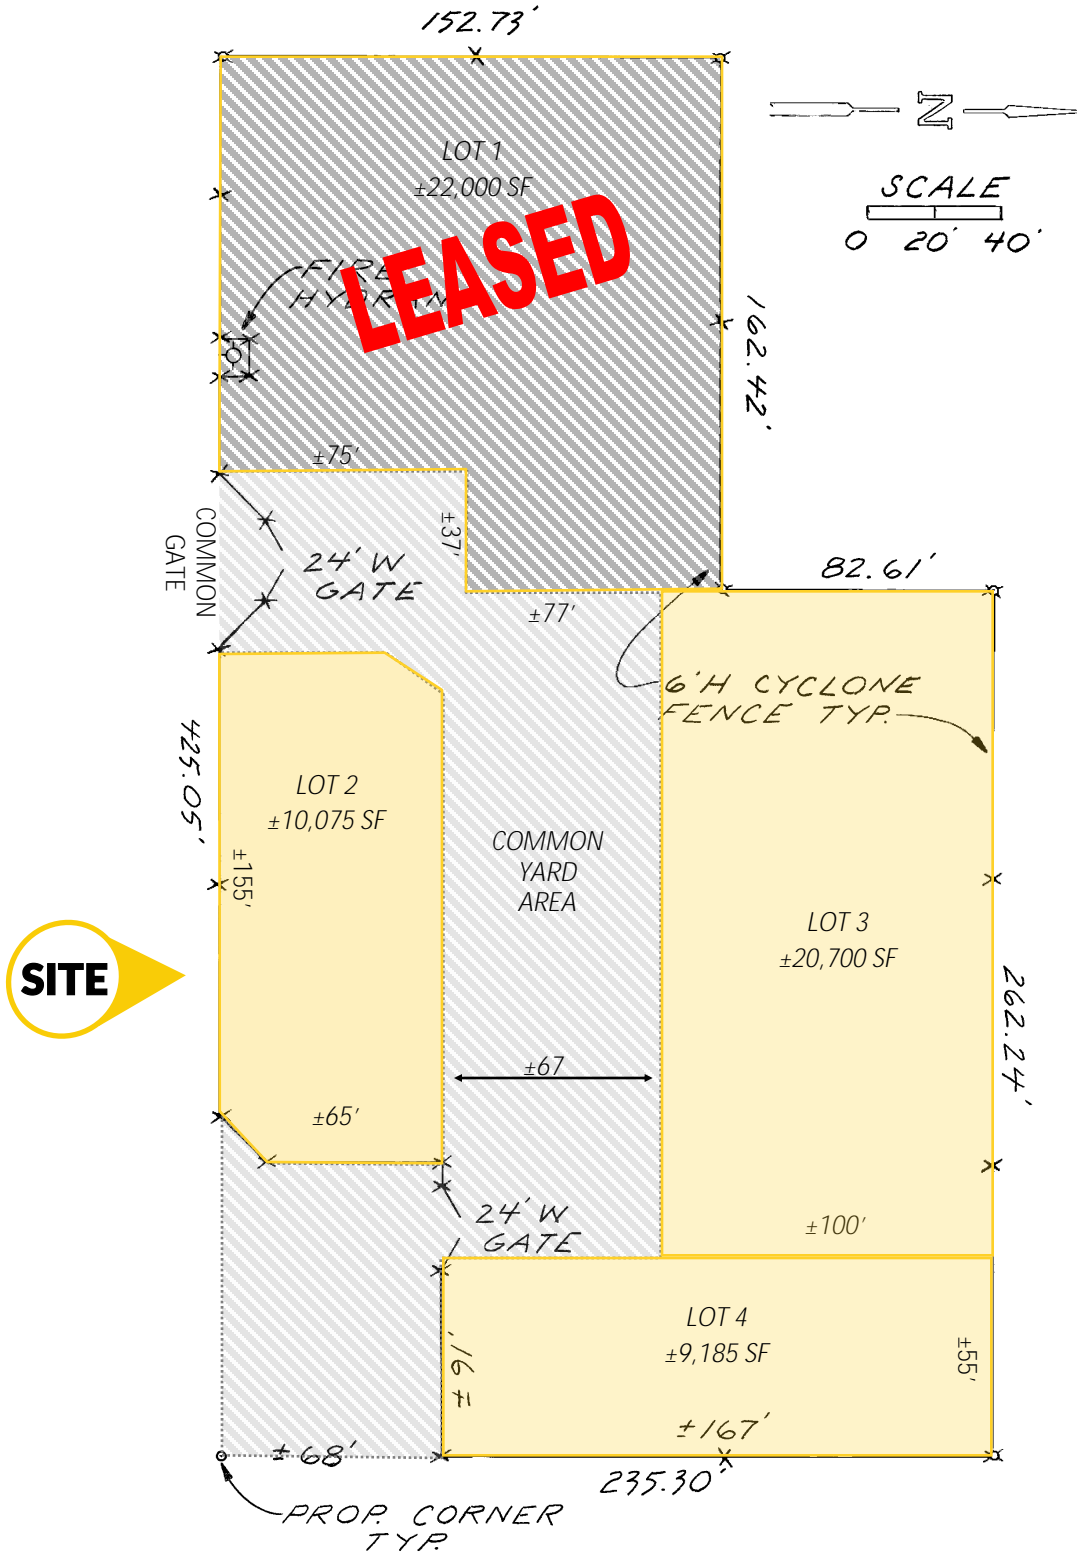 152.73'
N
LOT 1
±22,000 SF
SCALE
0 20' 40'
LEASED
FIRE
HYDRAN
162.42'
±75'
±37'
COMMON
GATE
24' W
GATE
82.61'
±77'
6'H CYCLONE
FENCE TYP.
425.05'
LOT 2
±10,075 SF
COMMON
YARD
AREA
±155'
LOT 3
±20,700 SF
SITE
262.24'
±67
±65'
24' W
GATE
±100'
LOT 4
±9,185 SF
±55'
± 91'
±167'
±68'
235.30'
PROP. CORNER
TYP.